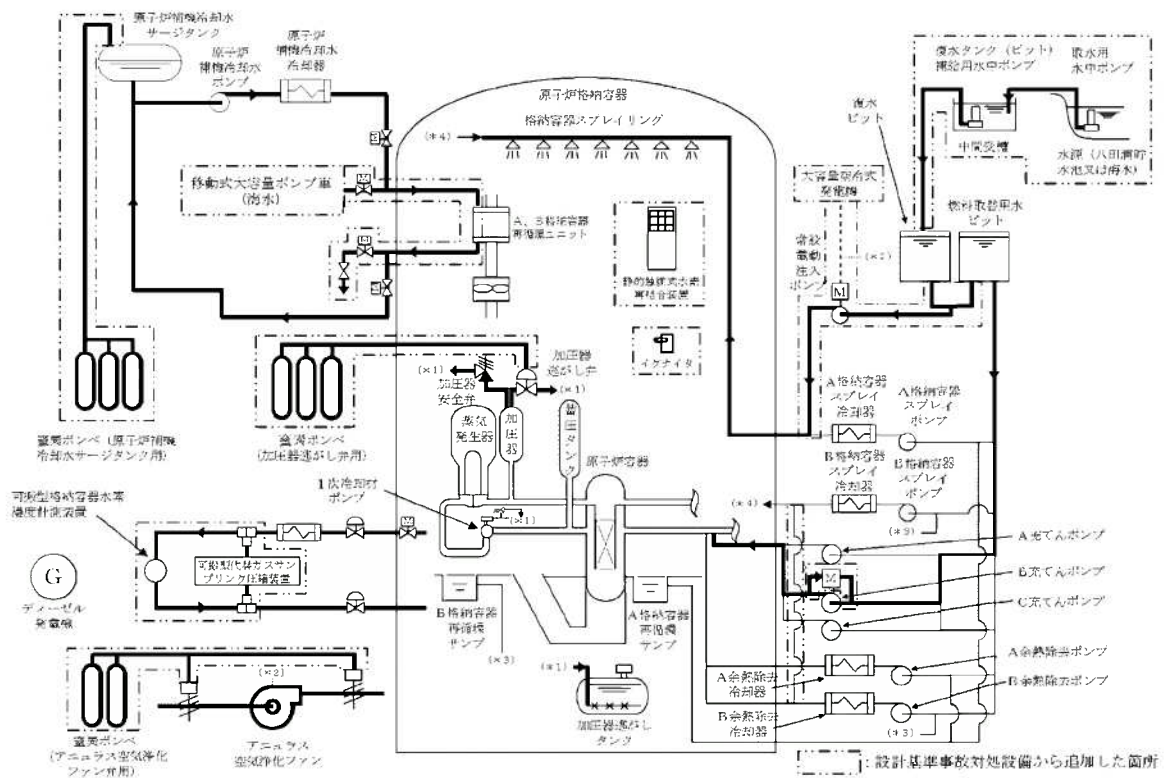 原子炉補機冷却水
サージタンク
原子炉
補機冷却水
ポンプ
原子炉
補機冷却水
冷却器
原子炉格納容器
格納容器スプレイリング
(*4)
復水タンク（ピット）
補給用水中ポンプ
取水用
水中ポンプ
復水
ピット
中間受槽
水源（八田浦貯
水池又は海水）
移動式大容量ポンプ車
（海水）
A、B格納容器
再循環ユニット
大容量空冷式
発電機
燃料取替用水
ピット
常設
電動
注入
ポンプ
(*2)
M
静的触媒式水素
再結合装置
イグナイタ
(*1)
加圧器
安全弁
加圧器
逃がし弁
(*1)
窒素ボンベ（原子炉補機
冷却水サージタンク用）
窒素ボンベ
（加圧器逃がし弁用）
蒸気
発生器
加圧器
蓄圧タンク
原子炉容器
1次冷却材
ポンプ
(*1)
A格納容器
スプレイ
冷却器
A格納容器
スプレイ
ポンプ
B格納容器
スプレイ
冷却器
B格納容器
スプレイ
ポンプ
(*4)
(*3)
可搬型格納容器水素
濃度計測装置
可搬型代替ガスサン
プリング圧縮装置
G
ディーゼル
発電機
A充てんポンプ
M
B充てんポンプ
C充てんポンプ
B格納容器
再循環
サンプ
A格納容器
再循環
サンプ
(*3)
(*1)
加圧器逃がし
タンク
A余熱除去
冷却器
A余熱除去ポンプ
B余熱除去
冷却器
B余熱除去ポンプ
(*3)
窒素ボンベ
（アニュラス空気浄化
ファン弁用）
(*2)
アニュラス
空気浄化ファン
：設計基準事故対処設備から追加した箇所